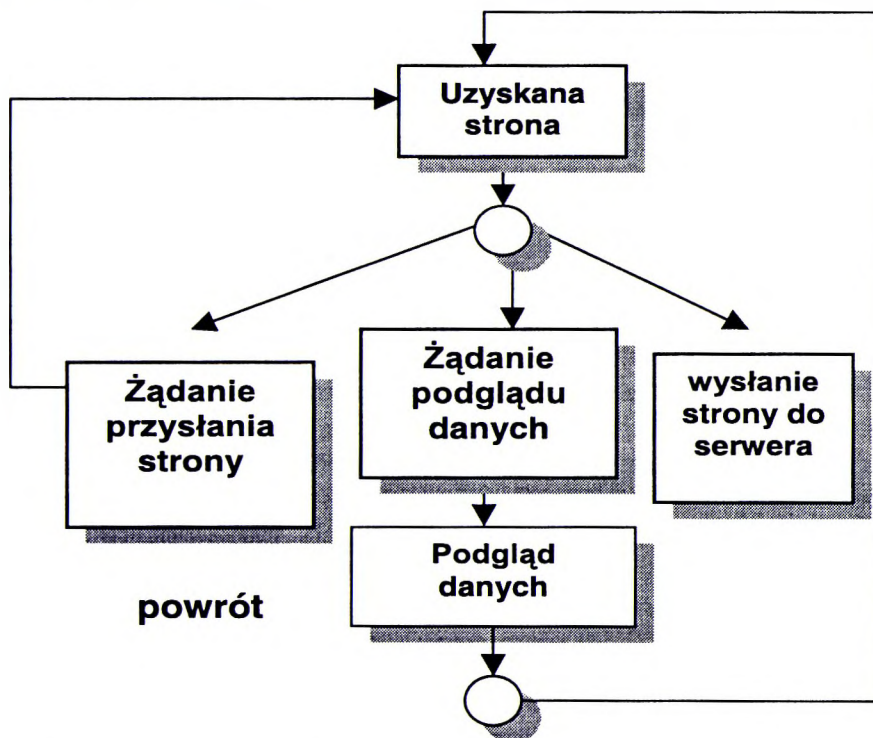 Uzyskana
strona
Żądanie
przysłania
strony
Żądanie
podglądu
danych
wysłanie
strony do
serwera
Podgląd
danych
powrót